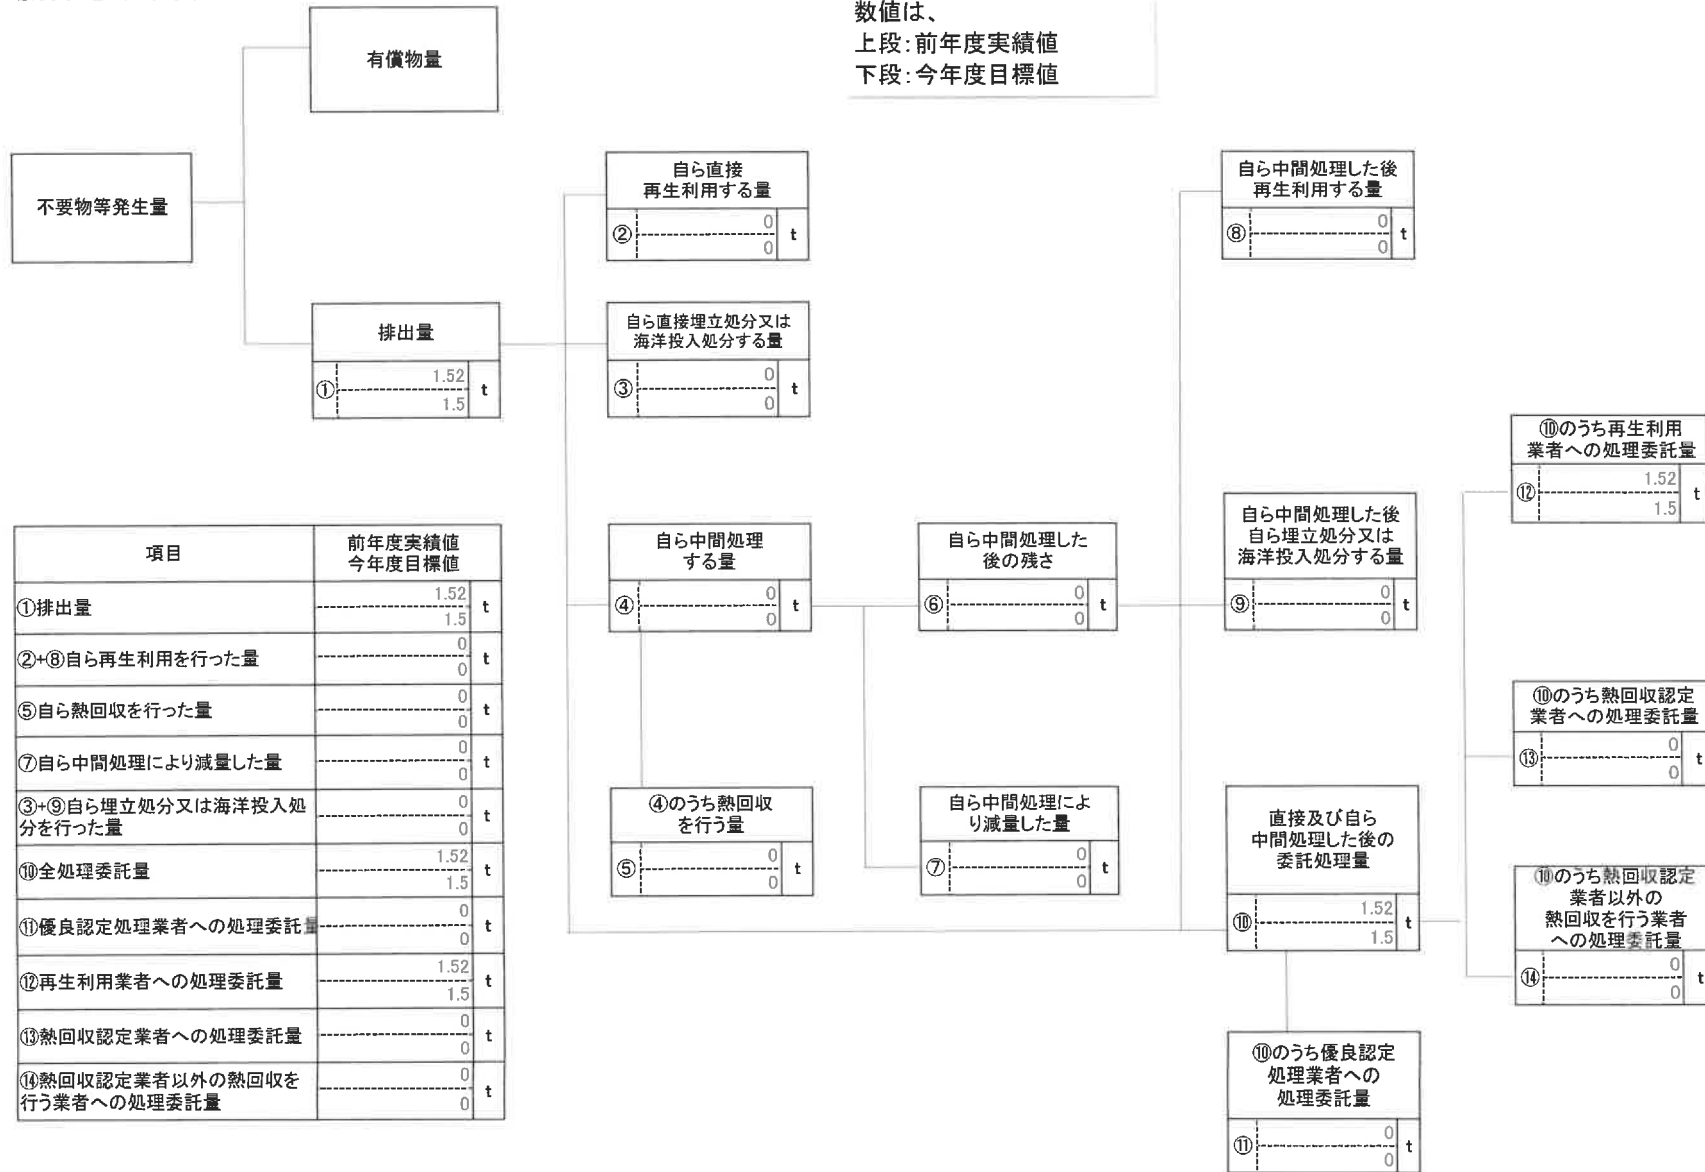 数値は、
上段：前年度実績値
下段：今年度目標値
有償物量
不要物等発生量
排出量
①
1.52
1.5
t
自ら直接
再生利用する量
②
0
0
t
自ら直接埋立処分又は
海洋投入処分する量
③
0
0
t
自ら中間処理
する量
④
0
0
t
④のうち熱回収
を行う量
⑤
0
0
t
自ら中間処理した
後の残さ
⑥
0
0
t
自ら中間処理によ
り減量した量
⑦
0
0
t
自ら中間処理した後
再生利用する量
⑧
0
0
t
自ら中間処理した後
自ら埋立処分又は
海洋投入処分する量
⑨
0
0
t
直接及び自ら
中間処理した後の
委託処理量
⑩
1.52
1.5
t
⑩のうち優良認定
処理業者への
処理委託量
⑪
0
0
t
⑩のうち再生利用
業者への処理委託量
⑫
1.52
1.5
t
⑩のうち熱回収認定
業者への処理委託量
⑬
0
0
t
⑩のうち熱回収認定
業者以外の
熱回収を行う業者
への処理委託量
⑭
0
0
t
項目
前年度実績値
今年度目標値
①排出量
1.52
1.5
t
②+⑧自ら再生利用を行った量
0
0
t
⑤自ら熱回収を行った量
0
0
t
⑦自ら中間処理により減量した量
0
0
t
③+⑨自ら埋立処分又は海洋投入処
分を行った量
0
0
t
⑩全処理委託量
1.52
1.5
t
⑪優良認定処理業者への処理委託量
0
0
t
⑫再生利用業者への処理委託量
1.52
1.5
t
⑬熱回収認定業者への処理委託量
0
0
t
⑭熱回収認定業者以外の熱回収を
行う業者への処理委託量
0
0
t